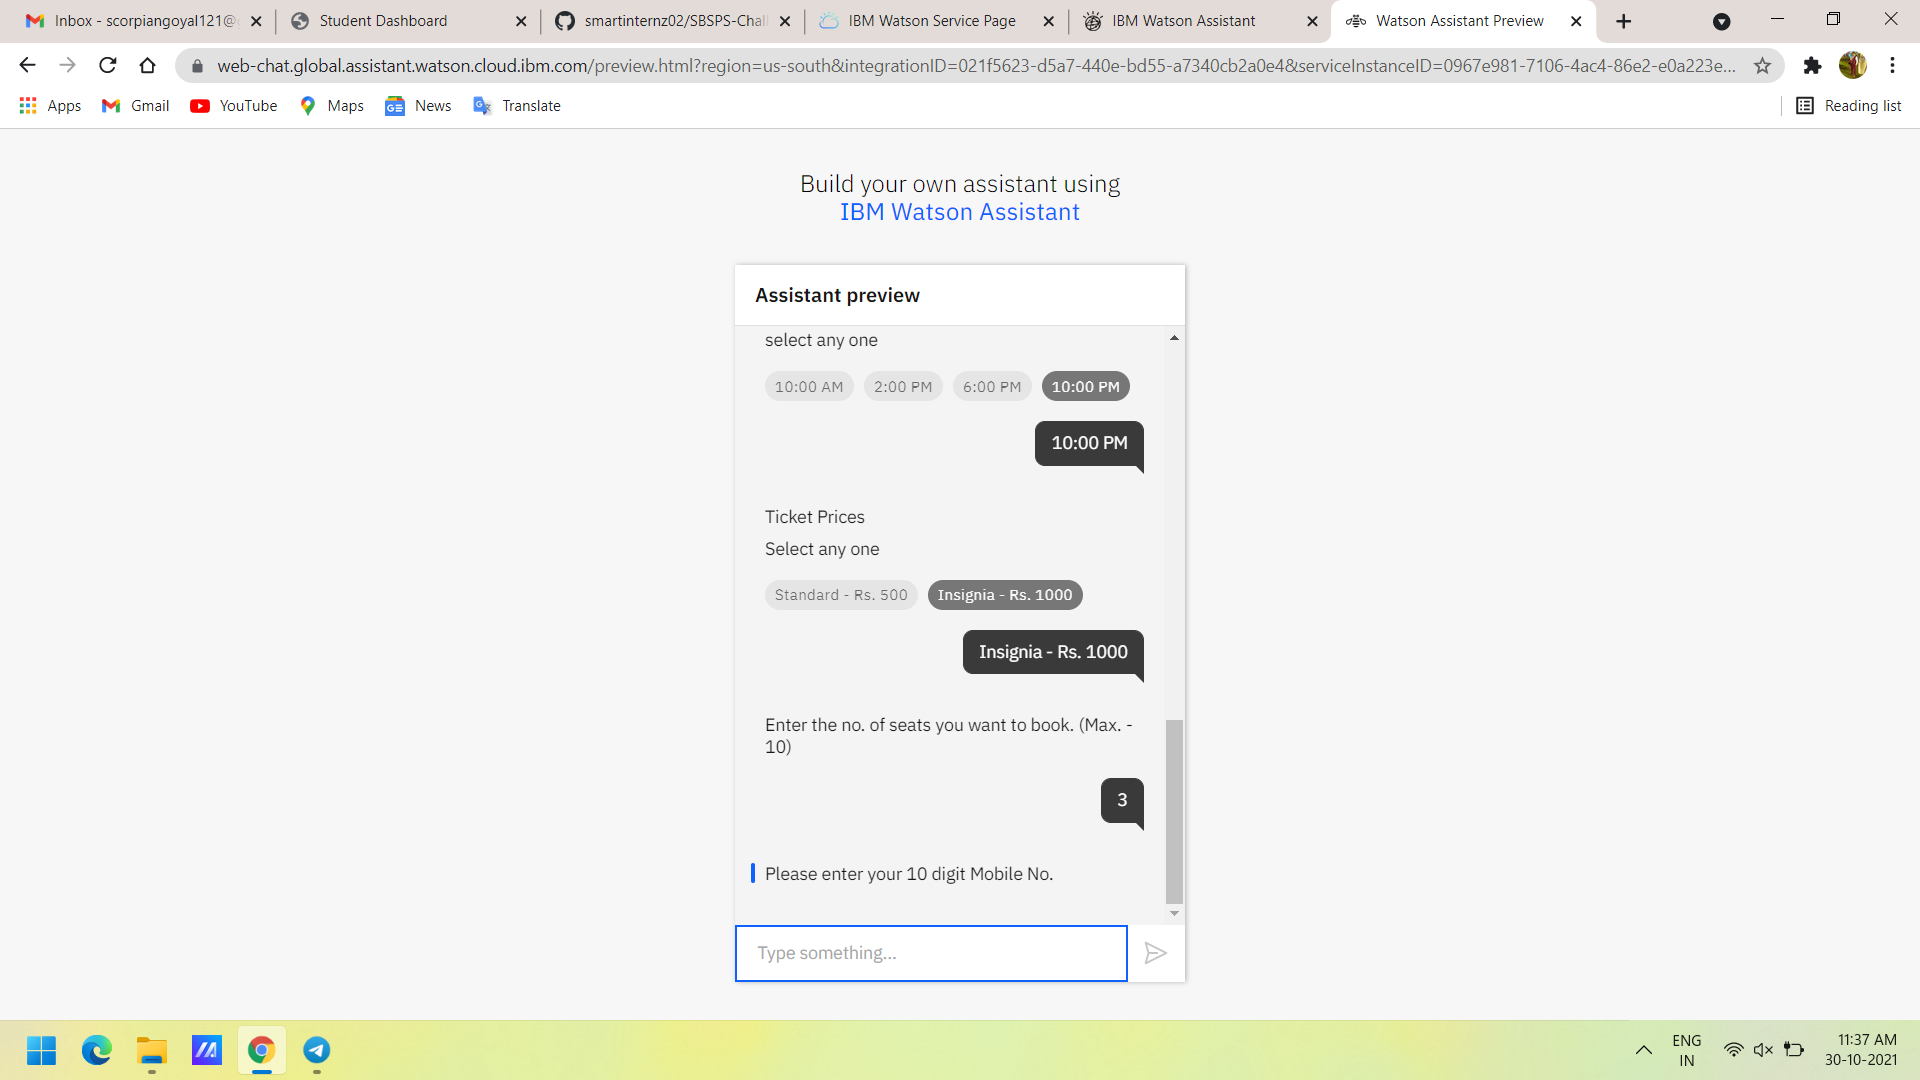 Inbox - scorpiangoyal121@
Student Dashboard
smartinternz02/SBSPS-Chal
IBM Watson Service Page
IBM Watson Assistant
Watson Assistant Preview
web-chat.global.assistant.watson.cloud.ibm.com/preview.html?region=us-south&integrationID=021f5623-d5a7-440e-bd55-a7340cb2a0e4&serviceInstanceID=0967e981-7106-4ac4-86e2-e0a223e...
Apps
Gmail
YouTube
Maps
News
Translate
Reading list
Build your own assistant using
IBM Watson Assistant
Assistant preview
select any one
10:00 AM 2:00 PM 6:00 PM 10:00 PM
10:00 PM
Ticket Prices
Select any one
Standard - Rs. 500 Insignia - Rs. 1000
Insignia - Rs. 1000
Enter the no. of seats you want to book. (Max. -
10)
3
Please enter your 10 digit Mobile No.
Type something...
ENG
IN
11:37 AM
30-10-2021